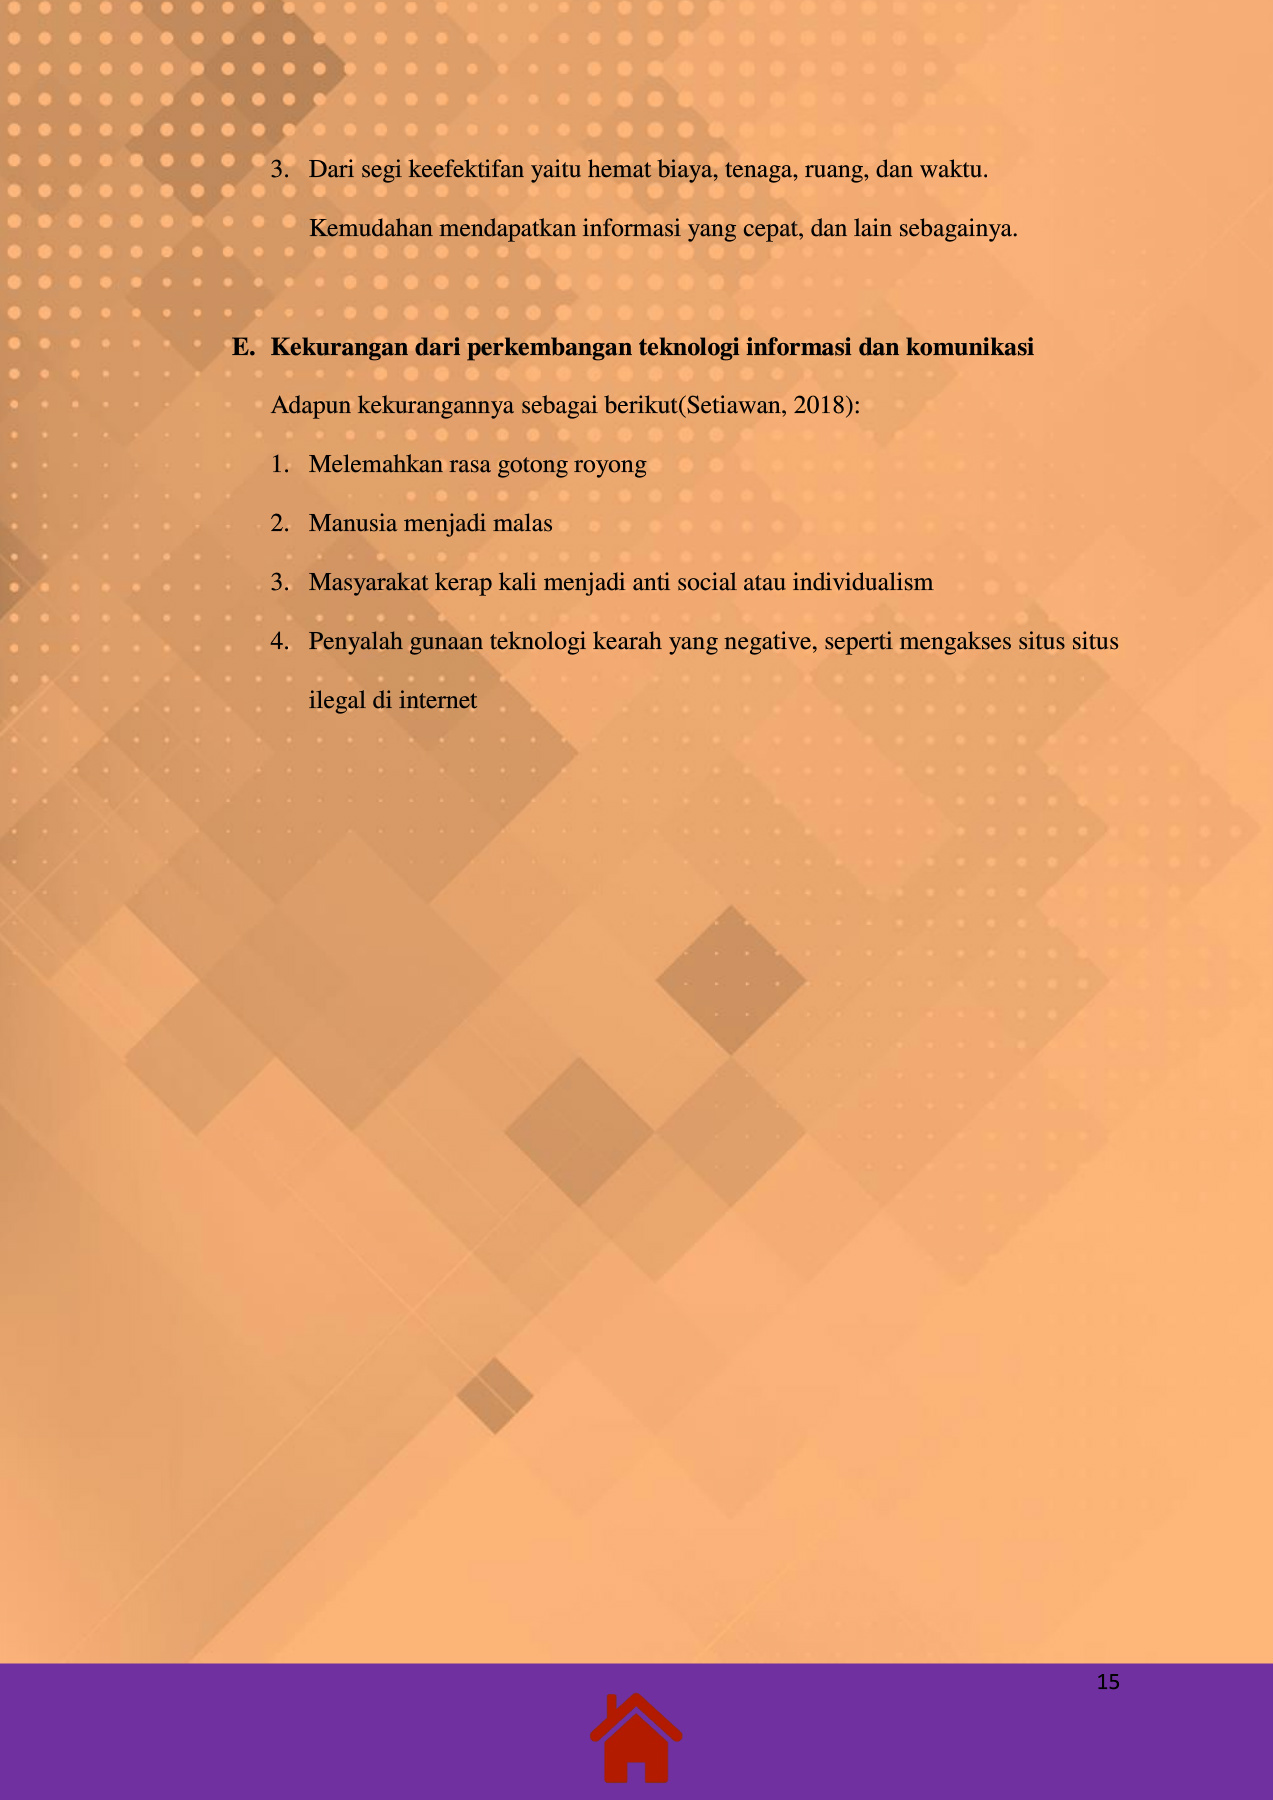 3. Dari segi keefektifan yaitu hemat biaya, tenaga, ruang, dan waktu.
Kemudahan mendapatkan informasi yang cepat, dan lain sebagainya.
E. Kekurangan dari perkembangan teknologi informasi dan komunikasi
Adapun kekurangannya sebagai berikut(Setiawan, 2018):
1. Melemahkan rasa gotong royong
2. Manusia menjadi malas
3. Masyarakat kerap kali menjadi anti social atau individualism
4. Penyalah gunaan teknologi kearah yang negative, seperti mengakses situs situs
ilegal di internet
15